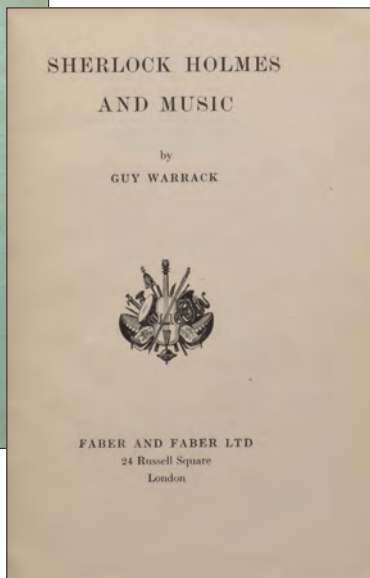 SHERLOCK HOLMES
AND MUSIC
by
GUY WARRACK
FABER AND FABER LTD
24 Russell Square
London